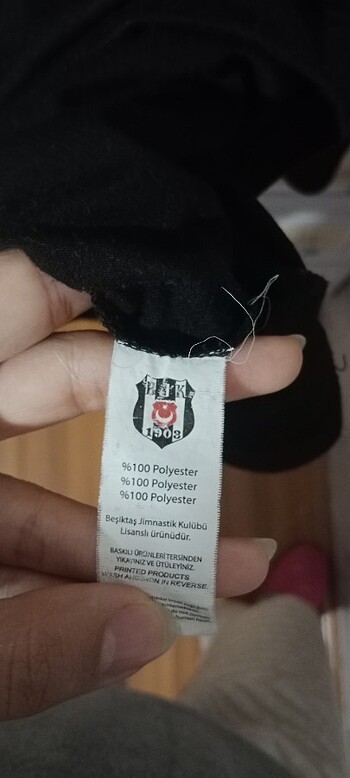 BJK
1903
%100 Polyester
%100 Polyester
%100 Polyester
Beşiktaş Jimnastik Kulübü
Lisanslı ürünüdür.
BASKILI ÜRÜNLERİ TERSİNDEN
YIKAYINIZ VE ÜTÜLEYİNİZ.
PRINTED PRODUCTS
WASH AND IRON IN REVERSE.